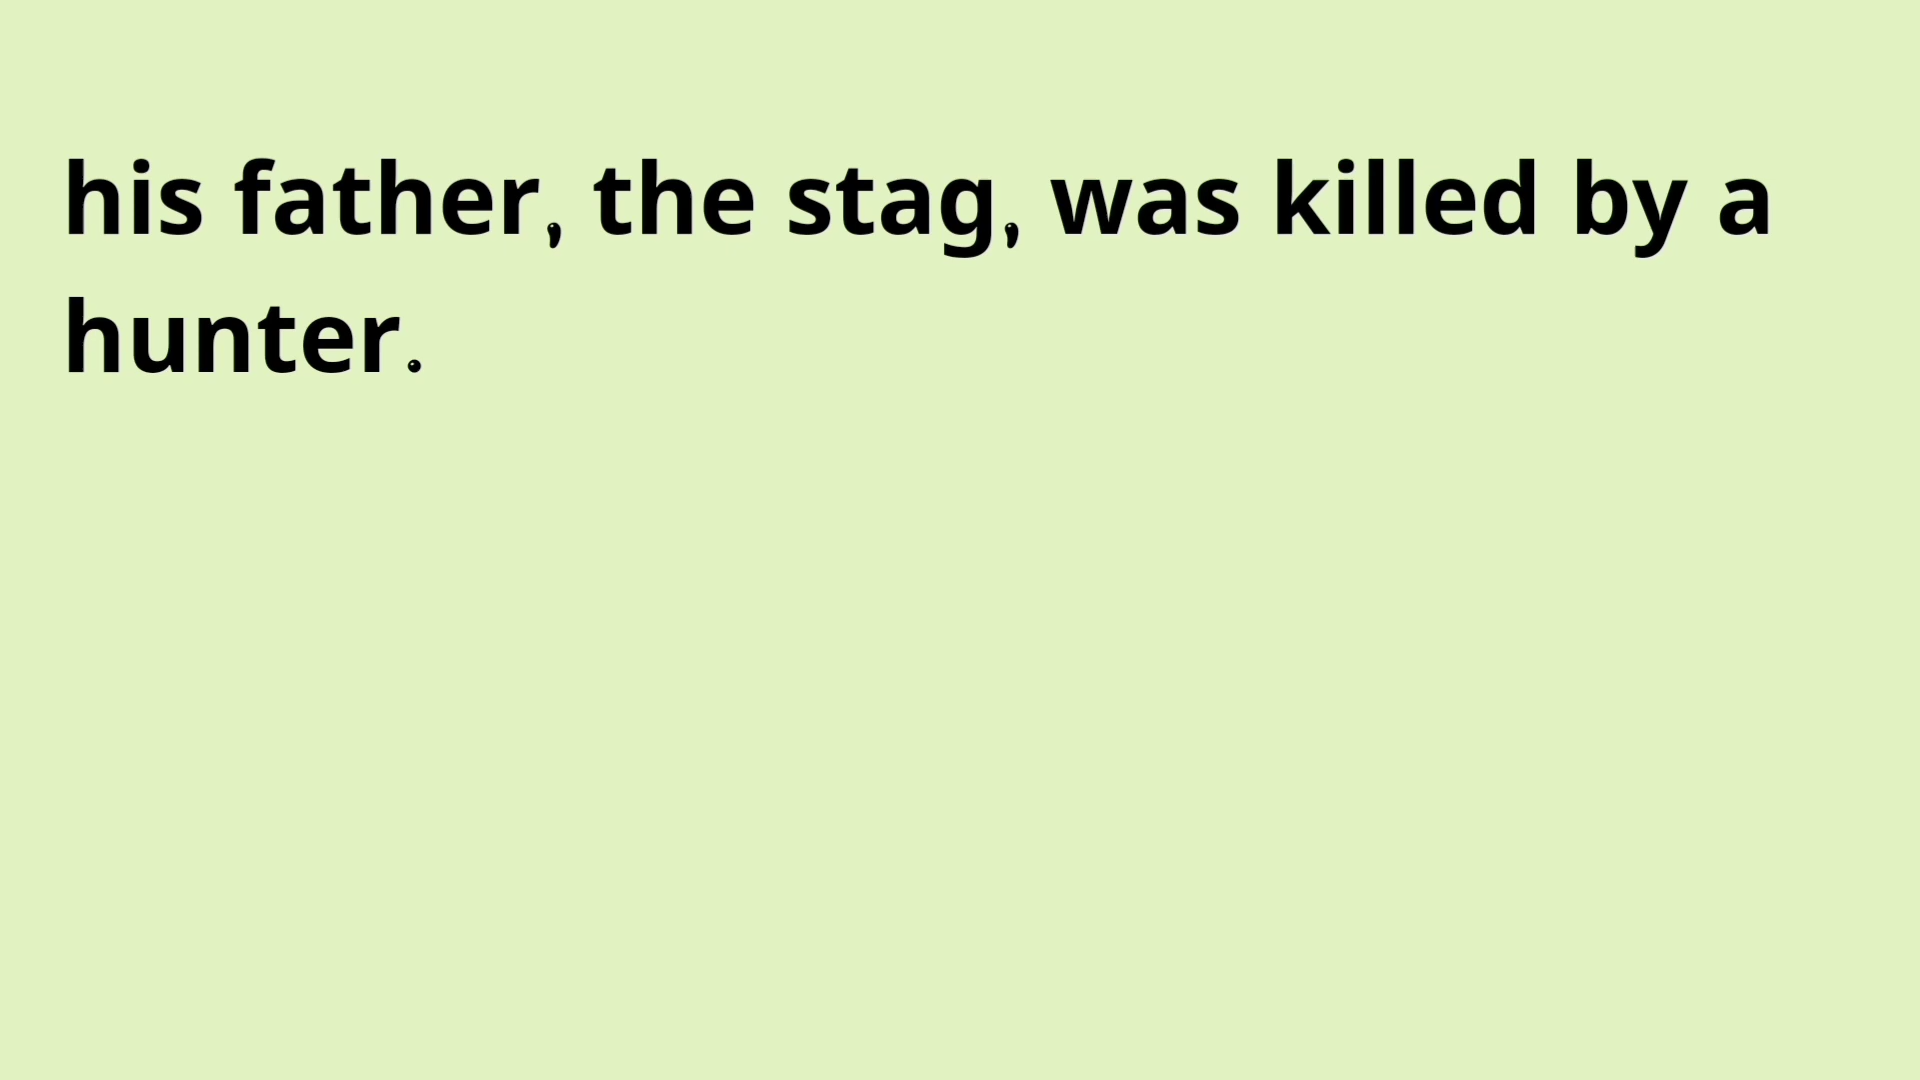 his father, the stag, was killed by a
hunter.